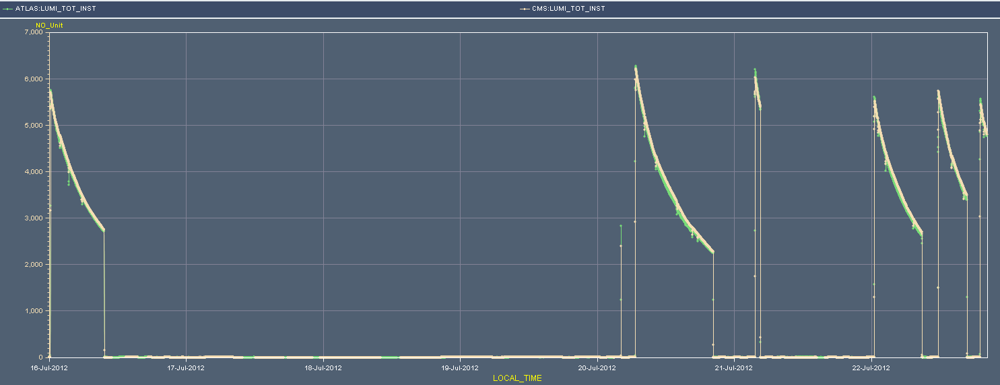 ATLAS:LUMI_TOT_INST CMS:LUMI_TOT_INST
NO_Unit
7,000
6,000
5,000
4,000
3,000
2,000
1,000
0
16-Jul-2012 17-Jul-2012 18-Jul-2012 19-Jul-2012 20-Jul-2012 21-Jul-2012 22-Jul-2012
LOCAL_TIME